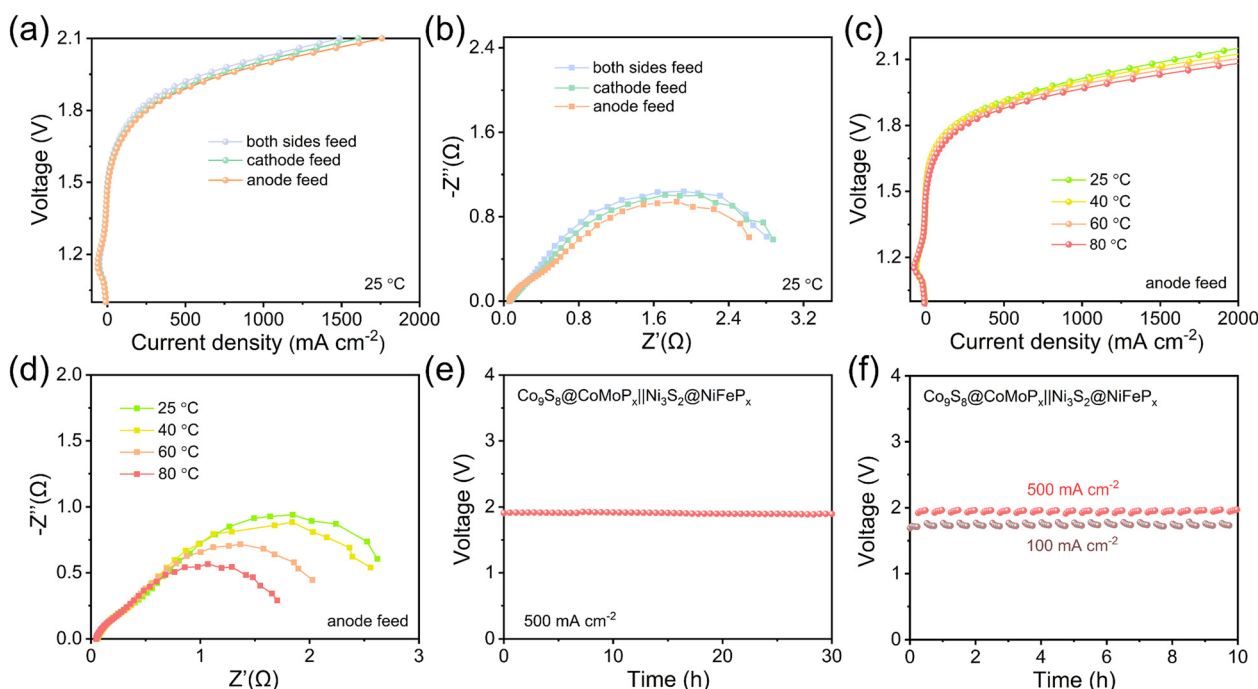 (a)
2.1
1.8
1.5
1.2
Voltage (V)
both sides feed
cathode feed
anode feed
25 °C
0 500 1000 1500 2000
Current density (mA cm-2)
(b)
2.4
1.6
0.8
0.0
-Z''(Ω)
both sides feed
cathode feed
anode feed
25 °C
0.0 0.8 1.6 2.4 3.2
Z'(Ω)
(c)
2.1
1.8
1.5
1.2
Voltage (V)
25 °C
40 °C
60 °C
80 °C
anode feed
0 500 1000 1500 2000
Current density (mA cm-2)
(d)
2.0
1.5
1.0
0.5
0.0
-Z''(Ω)
25 °C
40 °C
60 °C
80 °C
anode feed
0 1 2 3
Z'(Ω)
(e)
4
3
2
1
0
Voltage (V)
Co9S8@CoMoPx||Ni3S2@NiFePx
500 mA cm-2
0 5 10 15 20 25 30
Time (h)
(f)
4
3
2
1
0
Voltage (V)
Co9S8@CoMoPx||Ni3S2@NiFePx
500 mA cm-2
100 mA cm-2
0 2 4 6 8 10
Time (h)